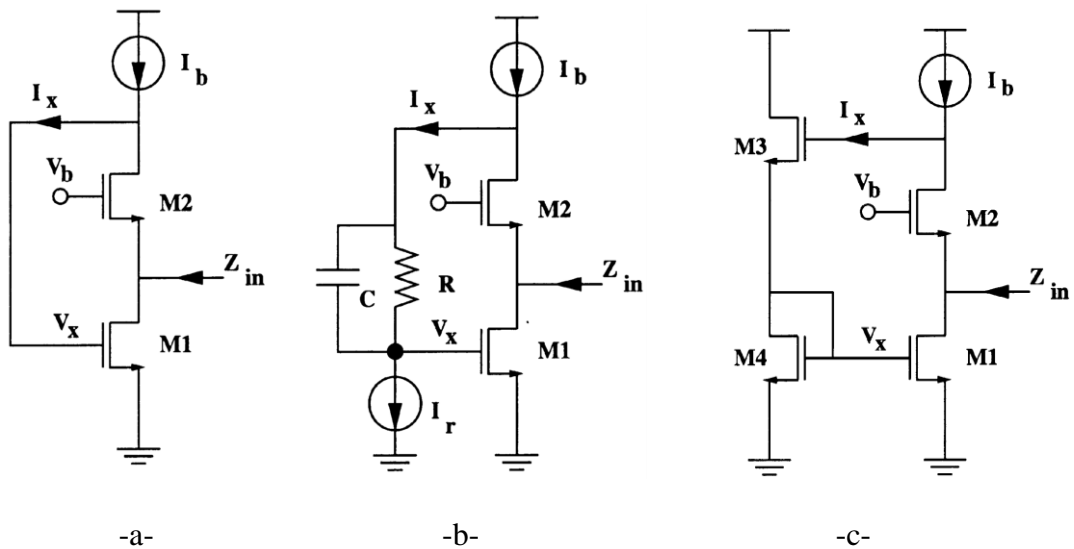 I b
I x
V b
M2
Z in
V x
M1
-a-
I b
I x
V b
M2
C
R
Z in
V x
M1
I r
-b-
I b
I x
M3
V b
M2
Z in
V x
M4
M1
-c-